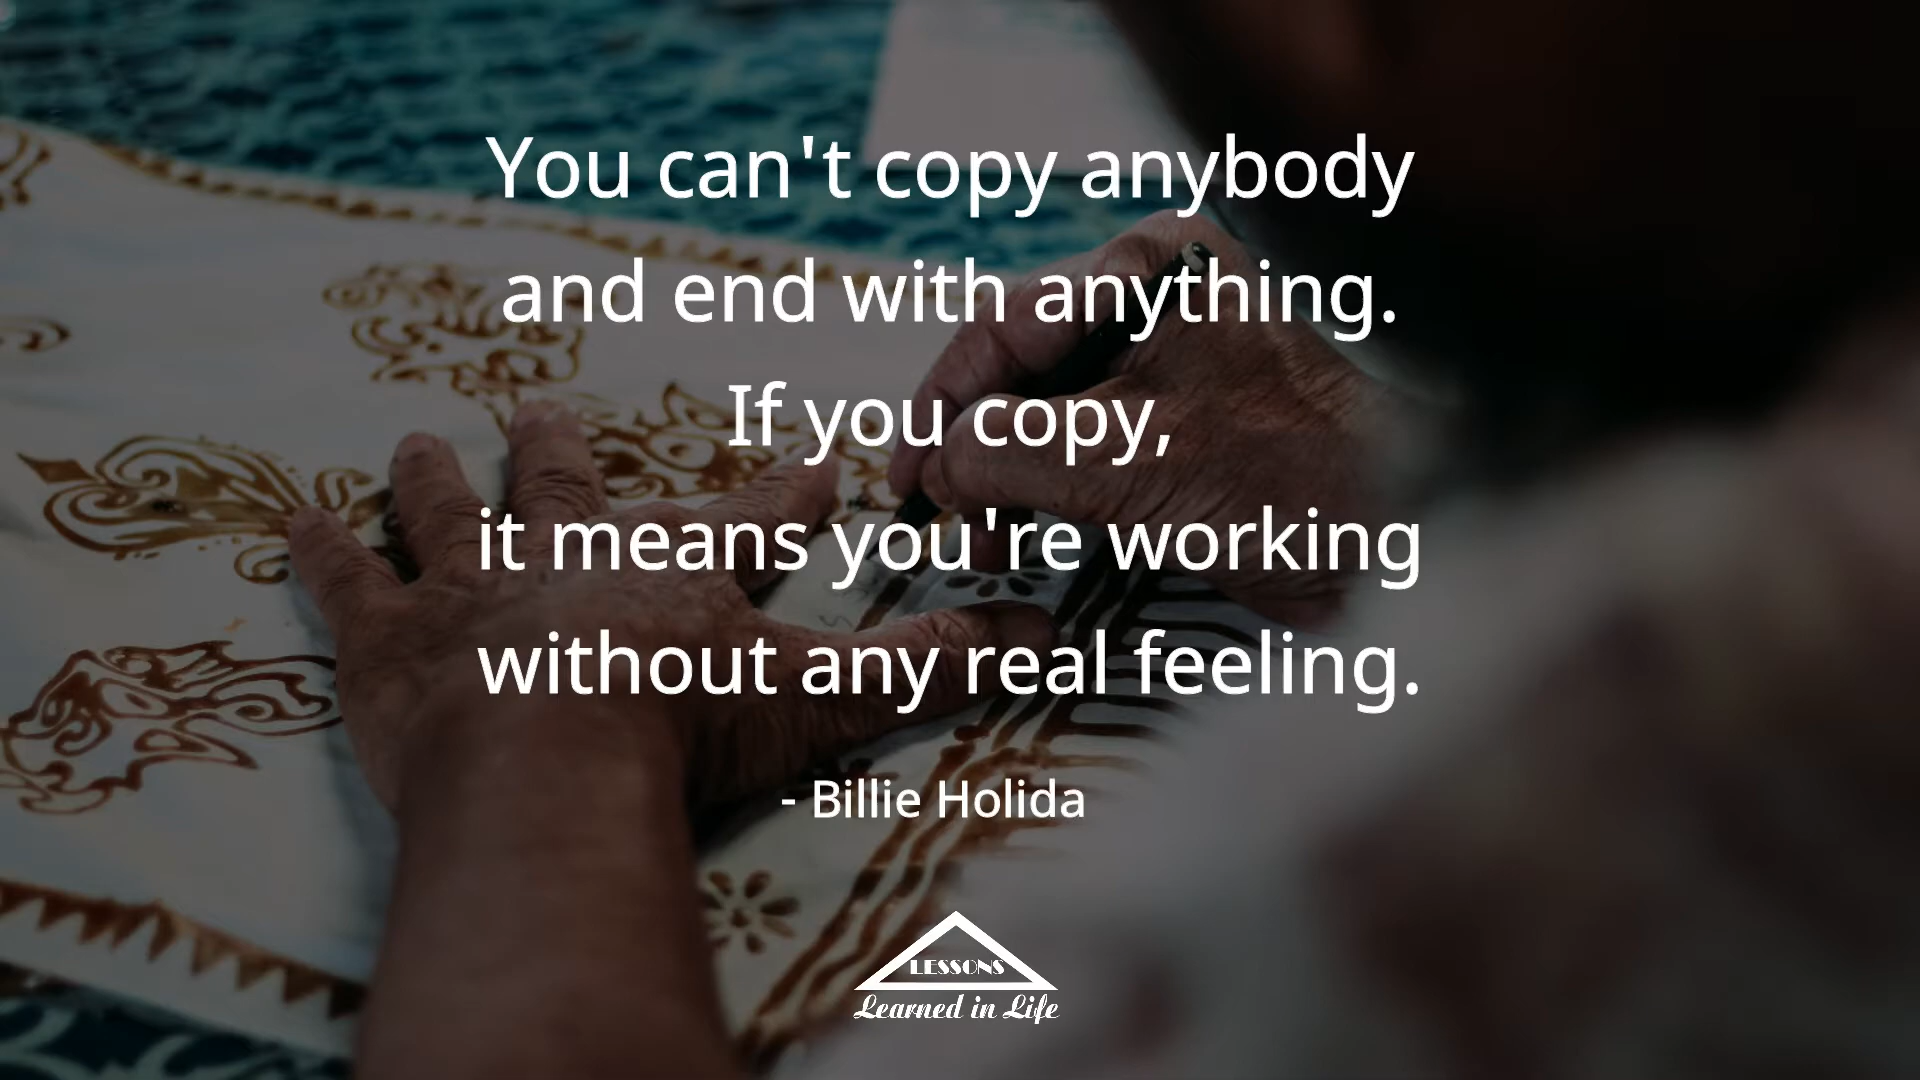 You can't copy anybody
and end with anything.
If you copy,
it means you're working
without any real feeling.
- Billie Holida
LESSONS
Learned in Life